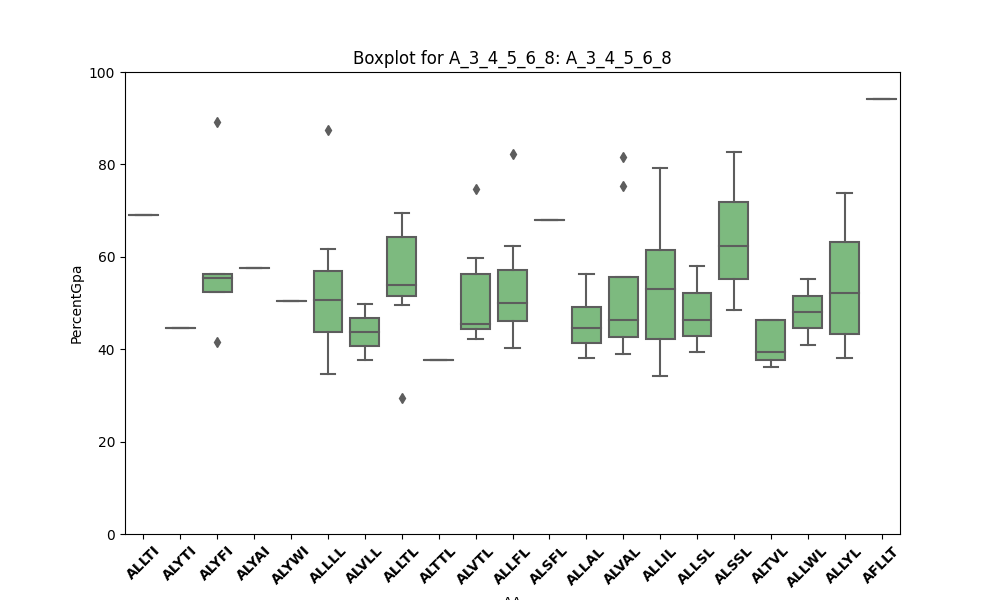 Boxplot for A_3_4_5_6_8: A_3_4_5_6_8
100
80
60
40
20
0
PercentGpa
ALLTI ALYTI ALYFI ALYAI ALYWI ALLLL ALVLL ALLTL ALTTL ALVTL ALLFL ALSFL ALLAL ALVAL ALLIL ALLSL ALSSL ALTVL ALLWL ALLYL AFLLT